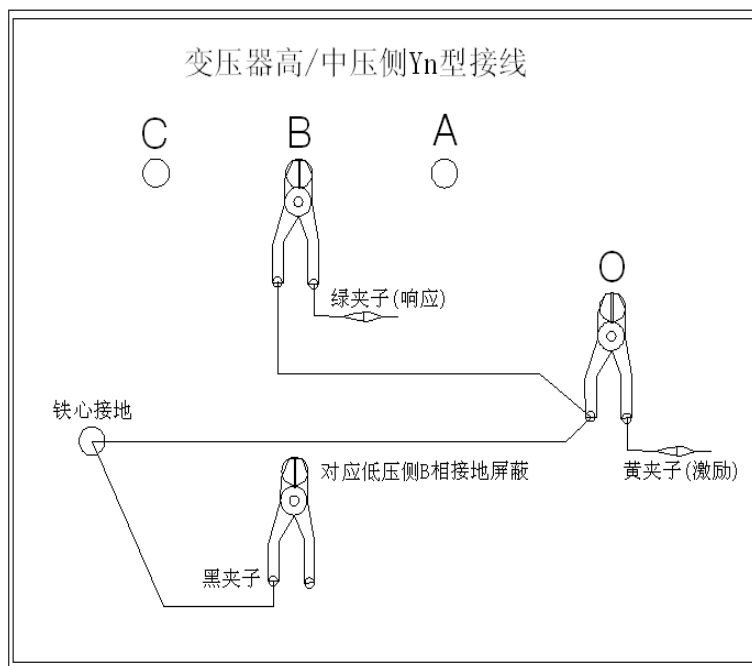 变压器高/中压侧Yn型接线
C B A
O
绿夹子(响应)
铁心接地
对应低压侧B相接地屏蔽
黄夹子(激励)
黑夹子